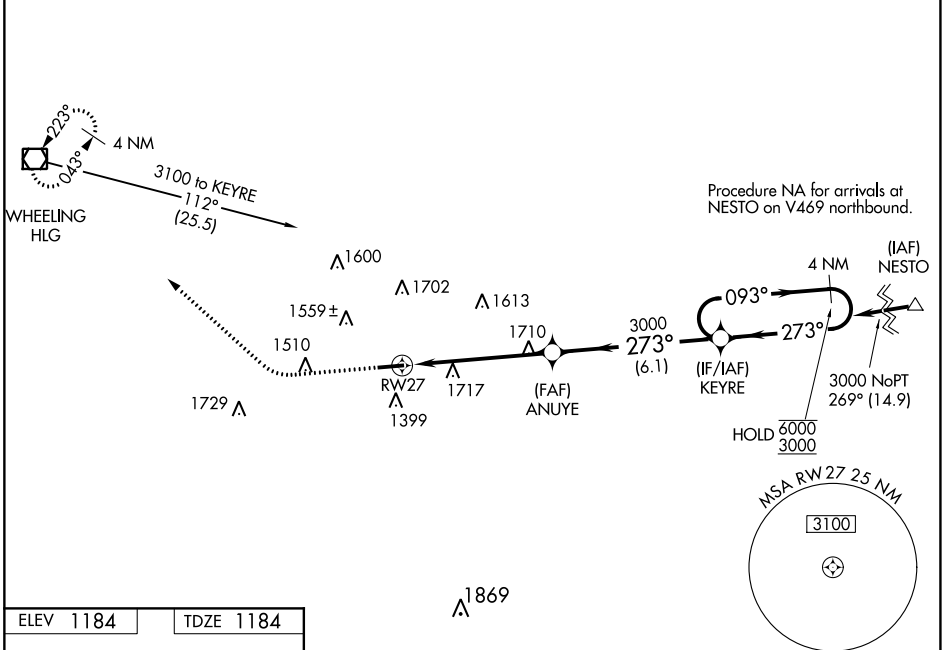 223°
043°
4 NM
3100 to KEYRE
112°
(25.5)
WHEELING
HLG
Procedure NA for arrivals at
NESTO on V469 northbound.
(IAF)
NESTO
4 NM
093°
273°
1600
1702
1613
1559±
1710
1510
3000
273°
(6.1)
(IF/IAF)
KEYRE
3000 NoPT
269° (14.9)
RW27
1717
(FAF)
ANUYE
1729
1399
HOLD 6000
3000
MSA RW 27 25 NM
3100
1869
ELEV 1184
TDZE 1184